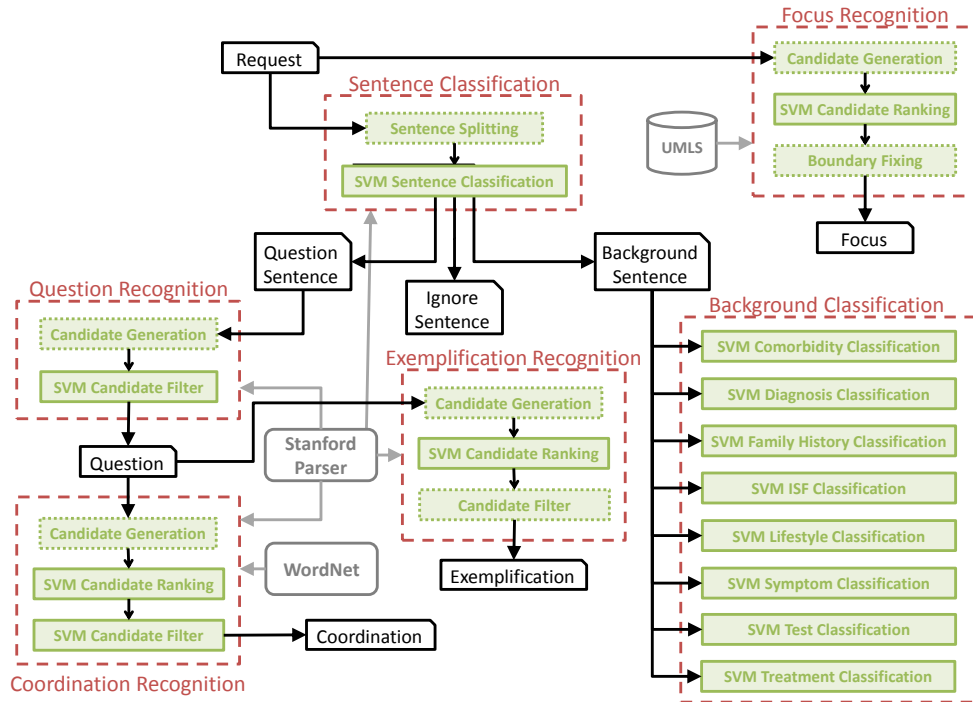 Focus Recognition
Request
Candidate Generation
Sentence Classification
SVM Candidate Ranking
Sentence Splitting
UMLS
Boundary Fixing
SVM Sentence Classification
Focus
Question
Sentence
Background
Sentence
Ignore
Sentence
Question Recognition
Background Classification
Candidate Generation
SVM Comorbidity Classification
Exemplification Recognition
SVM Candidate Filter
SVM Diagnosis Classification
Candidate Generation
SVM Family History Classification
Question
Stanford
Parser
SVM Candidate Ranking
SVM ISF Classification
Candidate Filter
Candidate Generation
SVM Lifestyle Classification
WordNet
Exemplification
SVM Candidate Ranking
SVM Symptom Classification
SVM Candidate Filter
Coordination
SVM Test Classification
SVM Treatment Classification
Coordination Recognition